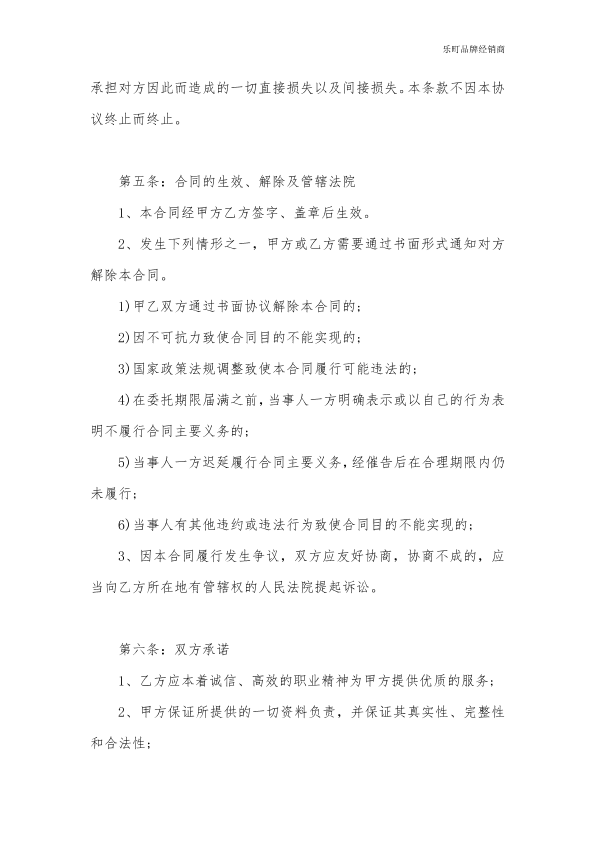 乐町品牌经销商
承担对方因此而造成的一切直接损失以及间接损失。本条款不因本协
议终止而终止。
第五条：合同的生效、解除及管辖法院
1、本合同经甲方乙方签字、盖章后生效。
2、发生下列情形之一，甲方或乙方需要通过书面形式通知对方
解除本合同。
1)甲乙双方通过书面协议解除本合同的;
2)因不可抗力致使合同目的不能实现的;
3)国家政策法规调整致使本合同履行可能违法的;
4)在委托期限届满之前,当事人一方明确表示或以自己的行为表
明不履行合同主要义务的;
5)当事人一方迟延履行合同主要义务,经催告后在合理期限内仍
未履行;
6)当事人有其他违约或违法行为致使合同目的不能实现的;
3、因本合同履行发生争议，双方应友好协商，协商不成的，应
当向乙方所在地有管辖权的人民法院提起诉讼。
第六条：双方承诺
1、乙方应本着诚信、高效的职业精神为甲方提供优质的服务;
2、甲方保证所提供的一切资料负责，并保证其真实性、完整性
和合法性;